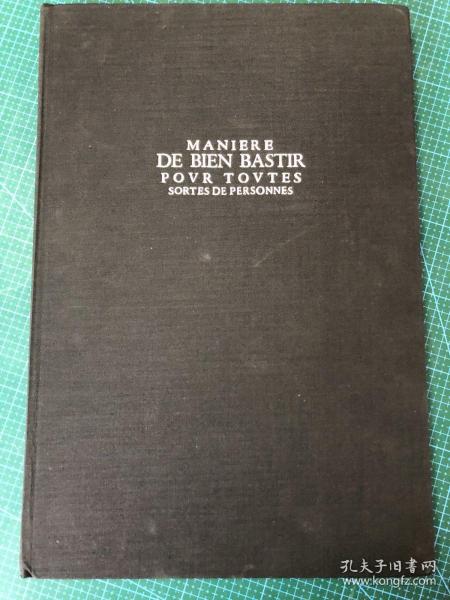 MANIERE
DE BIEN BASTIR
POVR TOVTES
SORTES DE PERSONNES
孔夫子旧书网
www.kongfz.com